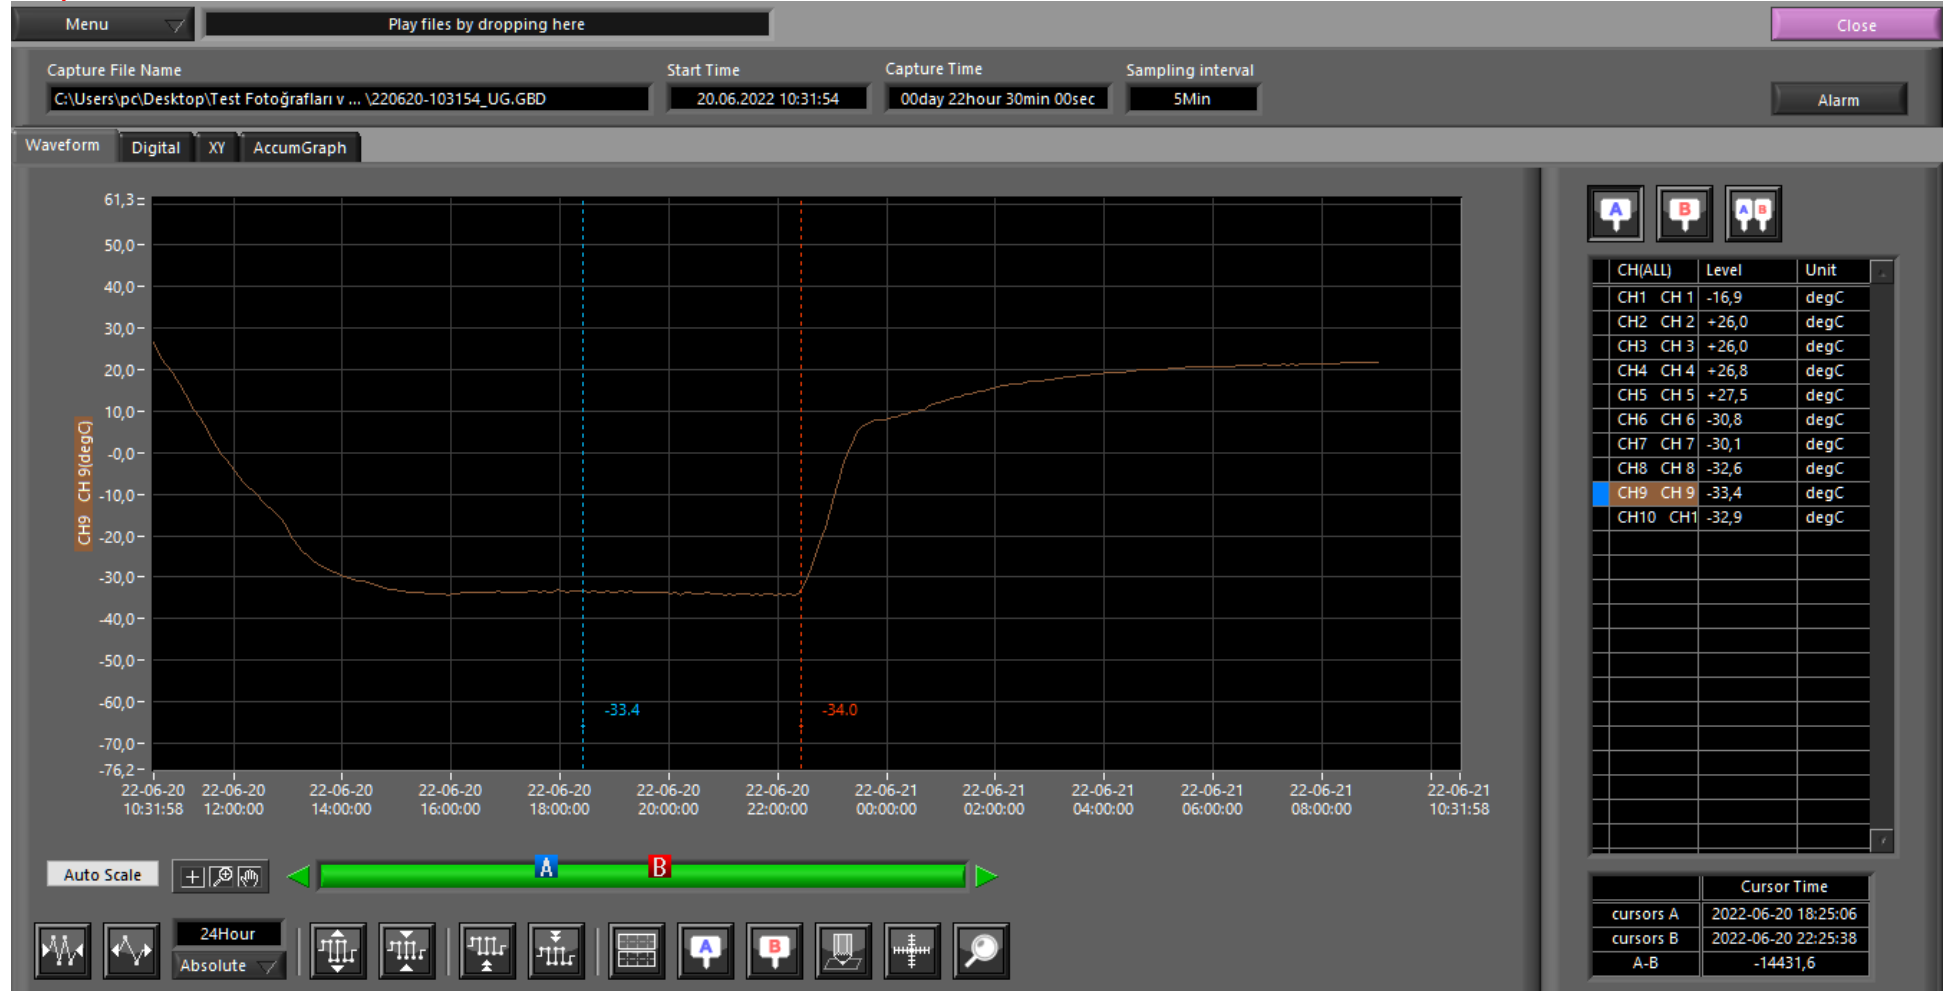 Menu
Play files by dropping here
Close
Capture File Name
Start Time
Capture Time
Sampling interval
C:\Users\pc\Desktop\Test Fotoğrafları v ... \220620-103154_UG.GBD
20.06.2022 10:31:54
00day 22hour 30min 00sec
5Min
Alarm
Waveform
Digital
XY
AccumGraph
61,3
50,0
40,0
30,0
20,0
10,0
-0,0
-10,0
-20,0
-30,0
-40,0
-50,0
-60,0
-70,0
-76,2
CH9 CH 9(degC)
-33.4
-34.0
22-06-20 10:31:58
22-06-20 12:00:00
22-06-20 14:00:00
22-06-20 16:00:00
22-06-20 18:00:00
22-06-20 20:00:00
22-06-20 22:00:00
22-06-21 00:00:00
22-06-21 02:00:00
22-06-21 04:00:00
22-06-21 06:00:00
22-06-21 08:00:00
22-06-21 10:31:58
A
B
A B
CH(ALL) Level Unit
CH1 CH 1 -16,9 degC
CH2 CH 2 +26,0 degC
CH3 CH 3 +26,0 degC
CH4 CH 4 +26,8 degC
CH5 CH 5 +27,5 degC
CH6 CH 6 -30,8 degC
CH7 CH 7 -30,1 degC
CH8 CH 8 -32,6 degC
CH9 CH 9 -33,4 degC
CH10 CH1 -32,9 degC
Auto Scale
A
B
24Hour
Absolute
A
B
Cursor Time
cursors A 2022-06-20 18:25:06
cursors B 2022-06-20 22:25:38
A-B -14431,6